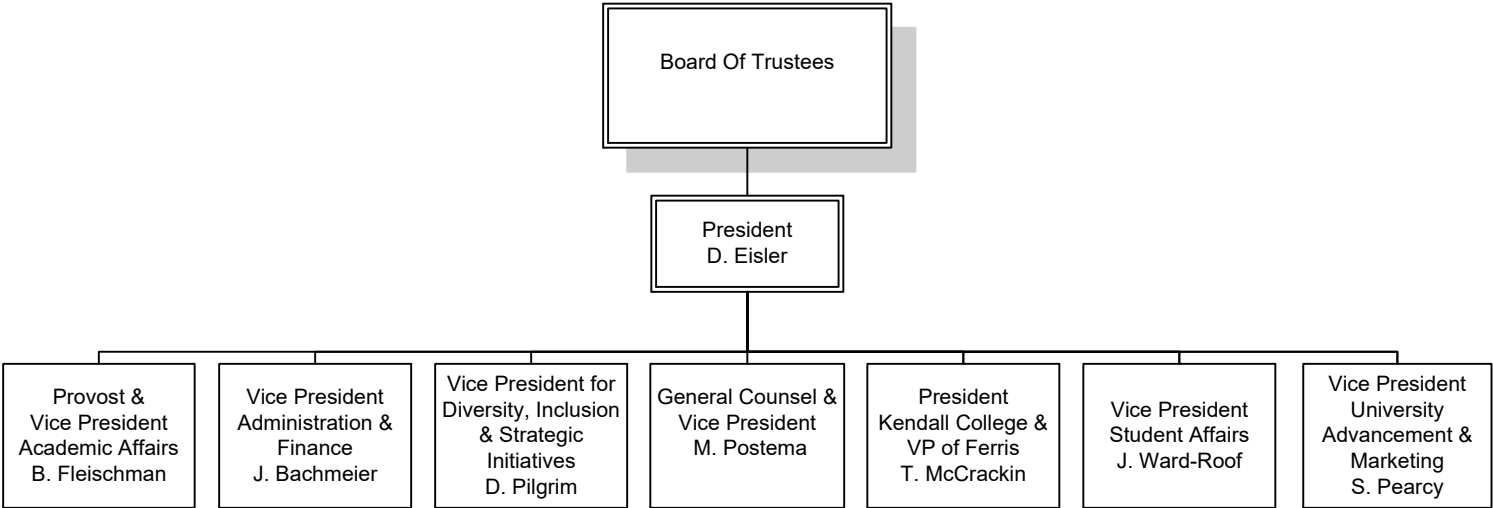 Board Of Trustees
President
D. Eisler
Provost &
Vice President
Academic Affairs
B. Fleischman
Vice President
Administration &
Finance
J. Bachmeier
Vice President for
Diversity, Inclusion
& Strategic
Initiatives
D. Pilgrim
General Counsel &
Vice President
M. Postema
President
Kendall College &
VP of Ferris
T. McCrackin
Vice President
Student Affairs
J. Ward-Roof
Vice President
University
Advancement &
Marketing
S. Pearcy